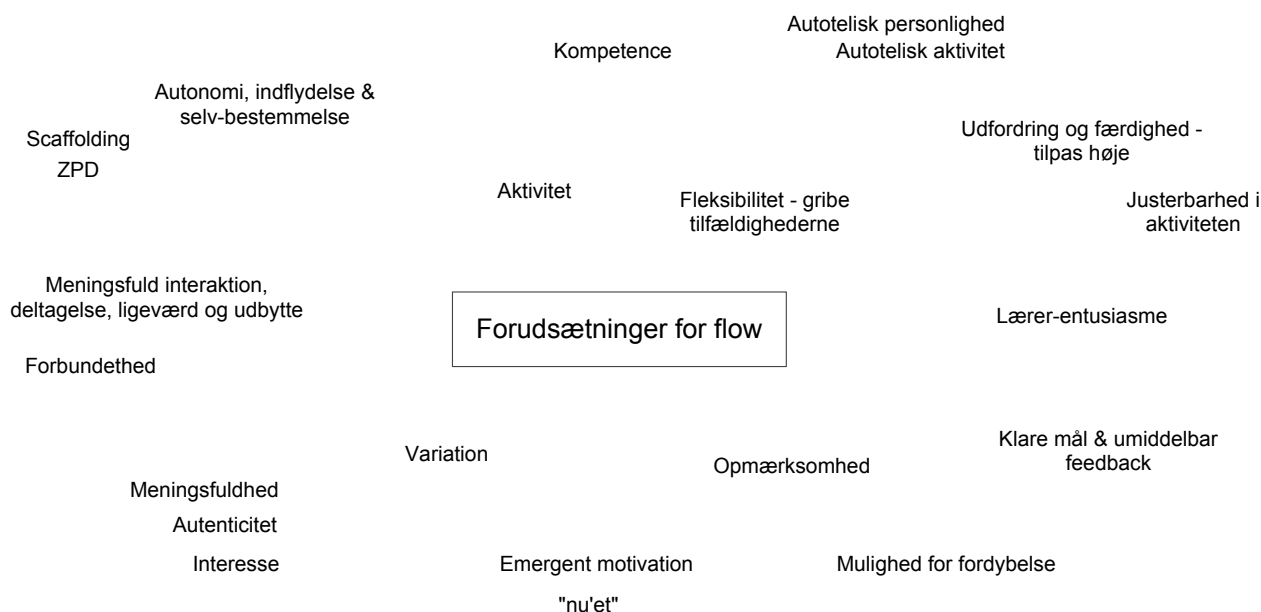 Autotelisk personlighed
Kompetence
Autotelisk aktivitet
Autonomi, indflydelse &
selv-bestemmelse
Scaffolding
ZPD
Udfordring og færdighed -
tilpas høje
Aktivitet
Fleksibilitet - gribe
tilfældighederne
Justerbarhed i
aktiviteten
Meningsfuld interaktion,
deltagelse, ligeværd og udbytte
Forudsætninger for flow
Lærer-entusiasme
Forbundethed
Variation
Opmærksomhed
Klare mål & umiddelbar
feedback
Meningsfuldhed
Autenticitet
Interesse
Emergent motivation
"nu'et"
Mulighed for fordybelse